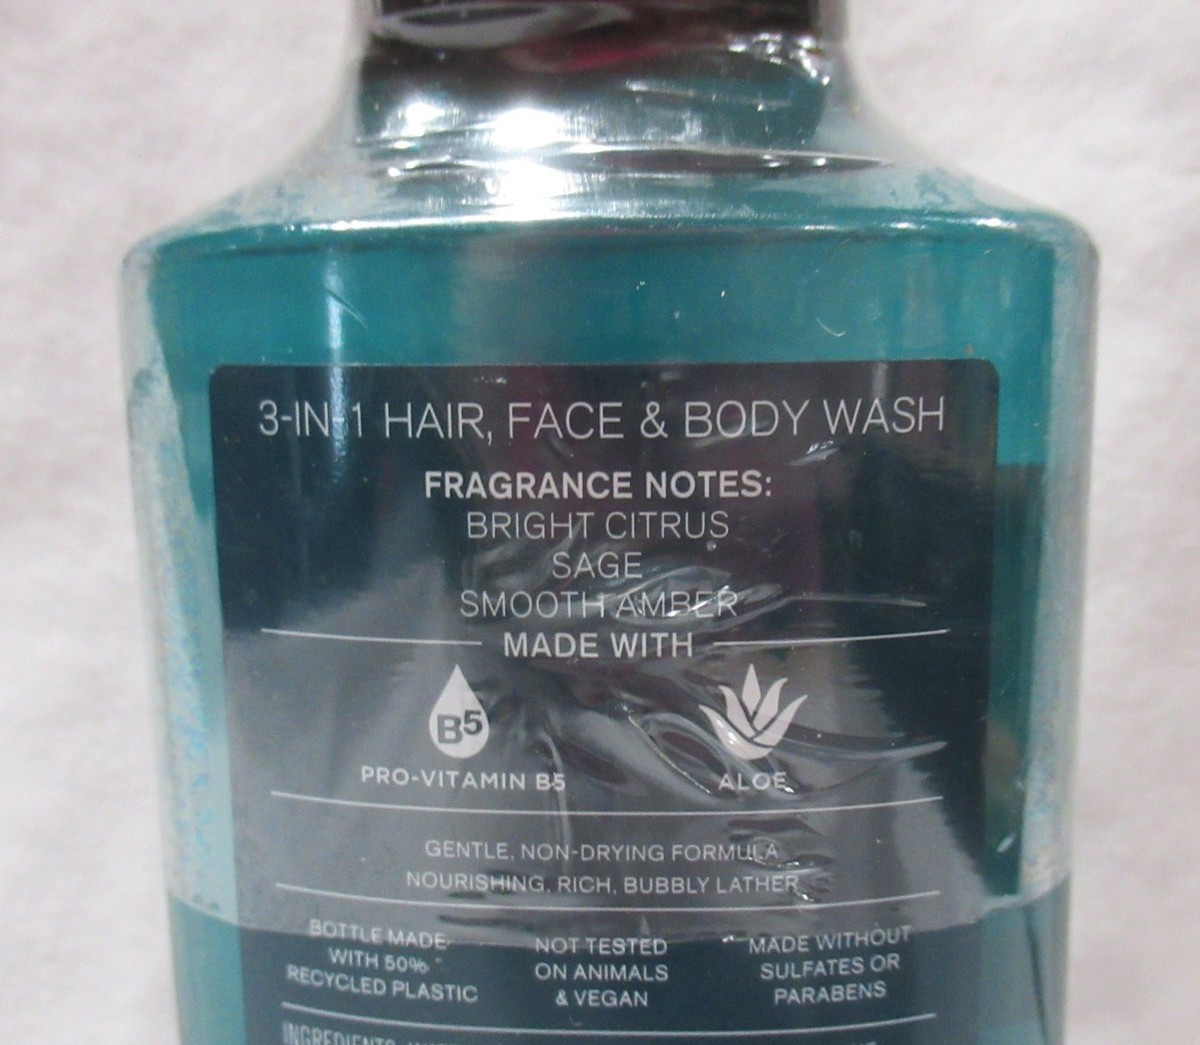 3-IN-1 HAIR, FACE & BODY WASH
FRAGRANCE NOTES:
BRIGHT CITRUS
SAGE
SMOOTH AMBER
MADE WITH
B5
PRO-VITAMIN B5
ALOE
GENTLE, NON-DRYING FORMULA
NOURISHING, RICH, BUBBLY LATHER
BOTTLE MADE
WITH 50%
RECYCLED PLASTIC
NOT TESTED
ON ANIMALS
& VEGAN
MADE WITHOUT
SULFATES OR
PARABENS
INGREDIENTS: